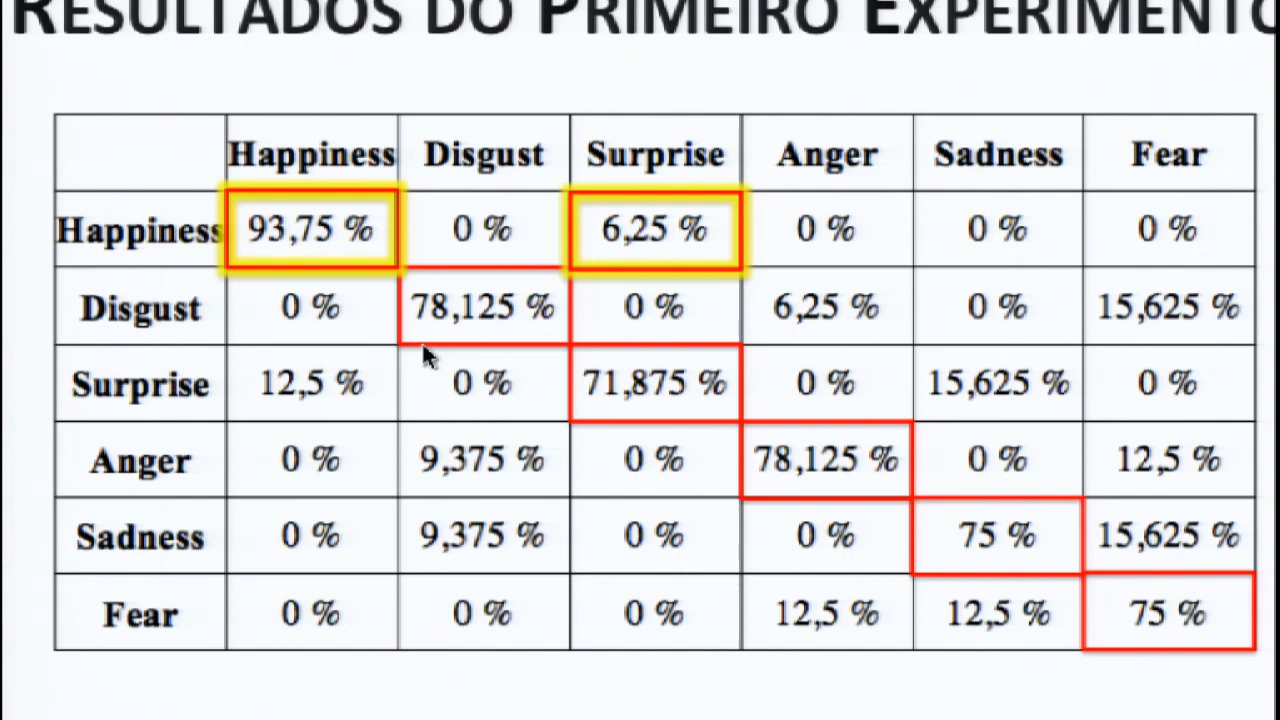 RESULTADOS DO PRIMEIRO EXPERIMENTO
Happiness Disgust Surprise Anger Sadness Fear
Happiness 93,75 % 0 % 6,25 % 0 % 0 % 0 %
Disgust 0 % 78,125 % 0 % 6,25 % 0 % 15,625 %
Surprise 12,5 % 0 % 71,875 % 0 % 15,625 % 0 %
Anger 0 % 9,375 % 0 % 78,125 % 0 % 12,5 %
Sadness 0 % 9,375 % 0 % 0 % 75 % 15,625 %
Fear 0 % 0 % 0 % 12,5 % 12,5 % 75 %